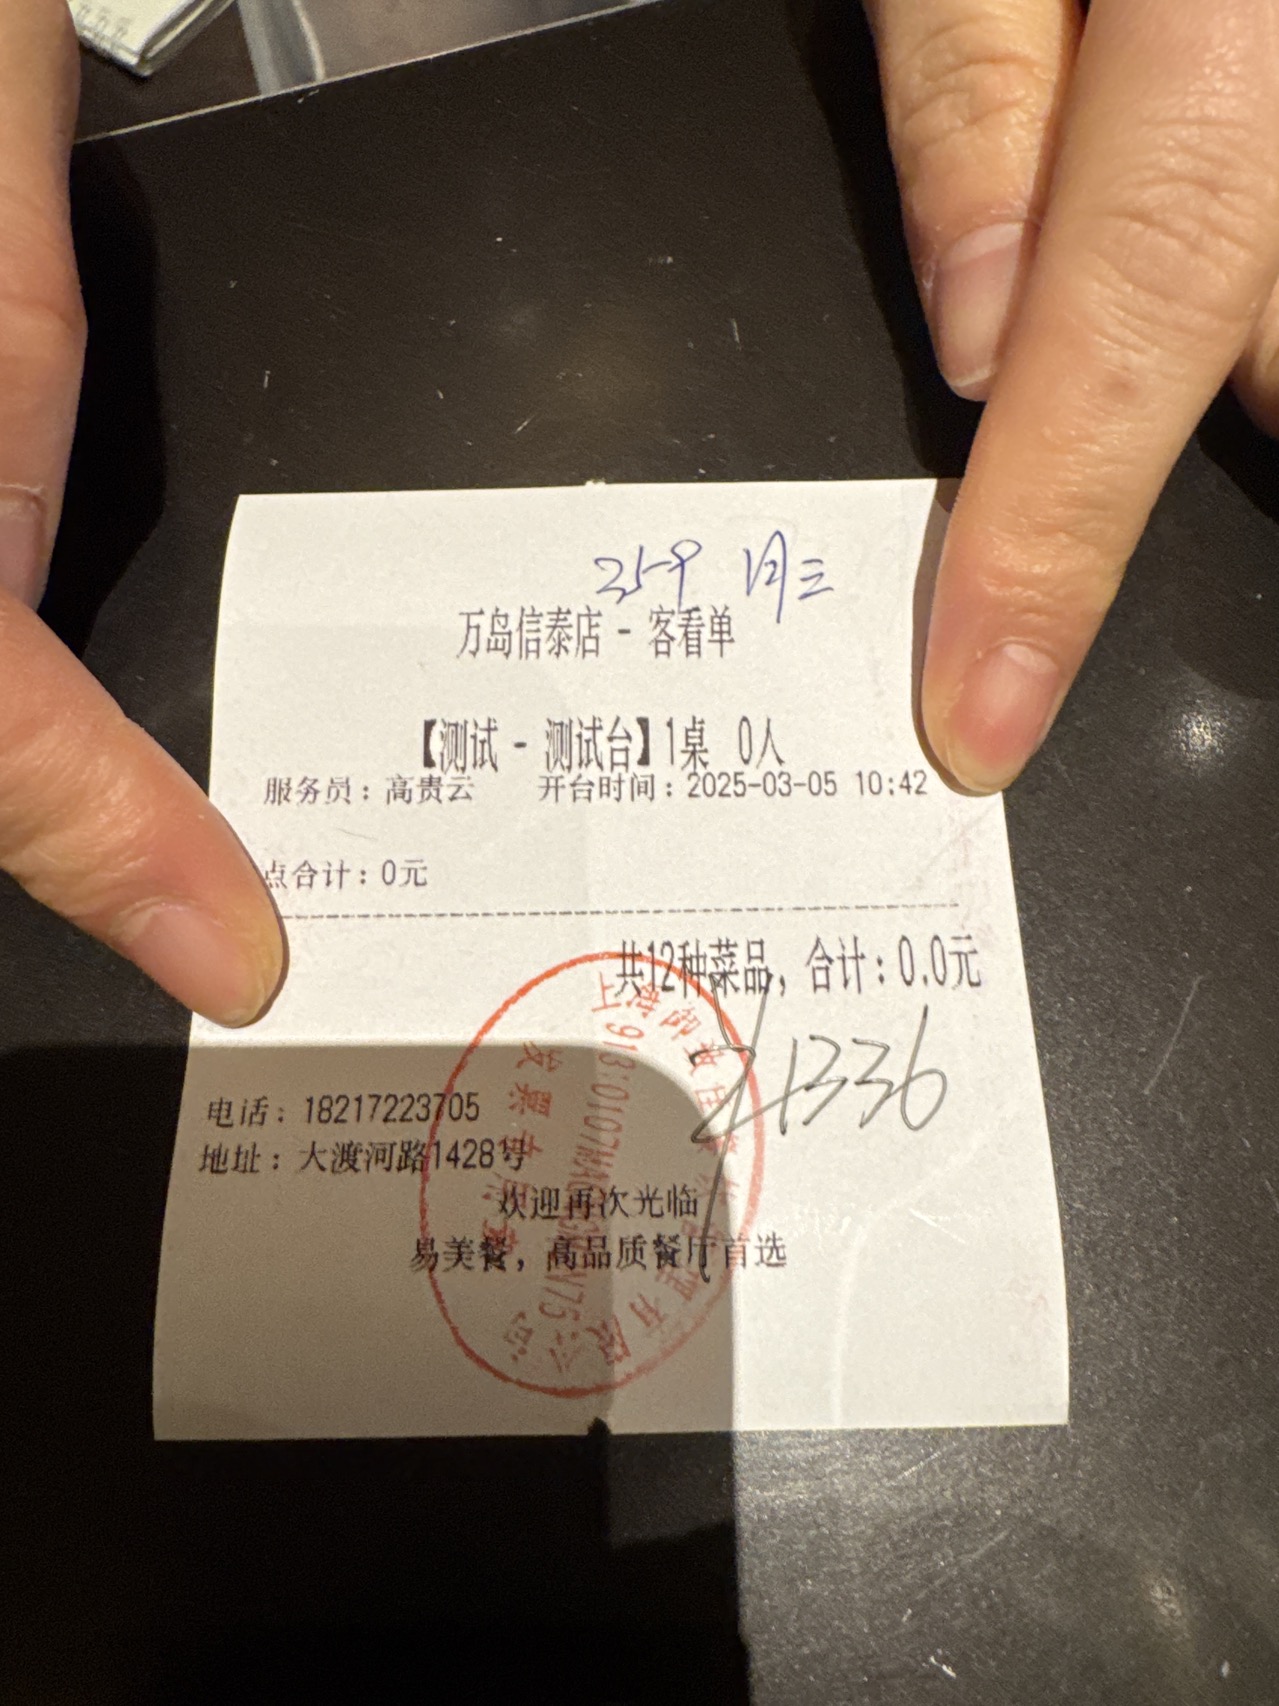 万岛信泰店 - 客看单
【测试 - 测试台】1桌 0人
服务员：高贵云 开台时间：2025-03-05 10:42
点合计：0元
共12种菜品，合计：0.0元
1336
电话：18217223705
地址：大渡河路1428号
欢迎再次光临
易美餐，高品质餐厅首选